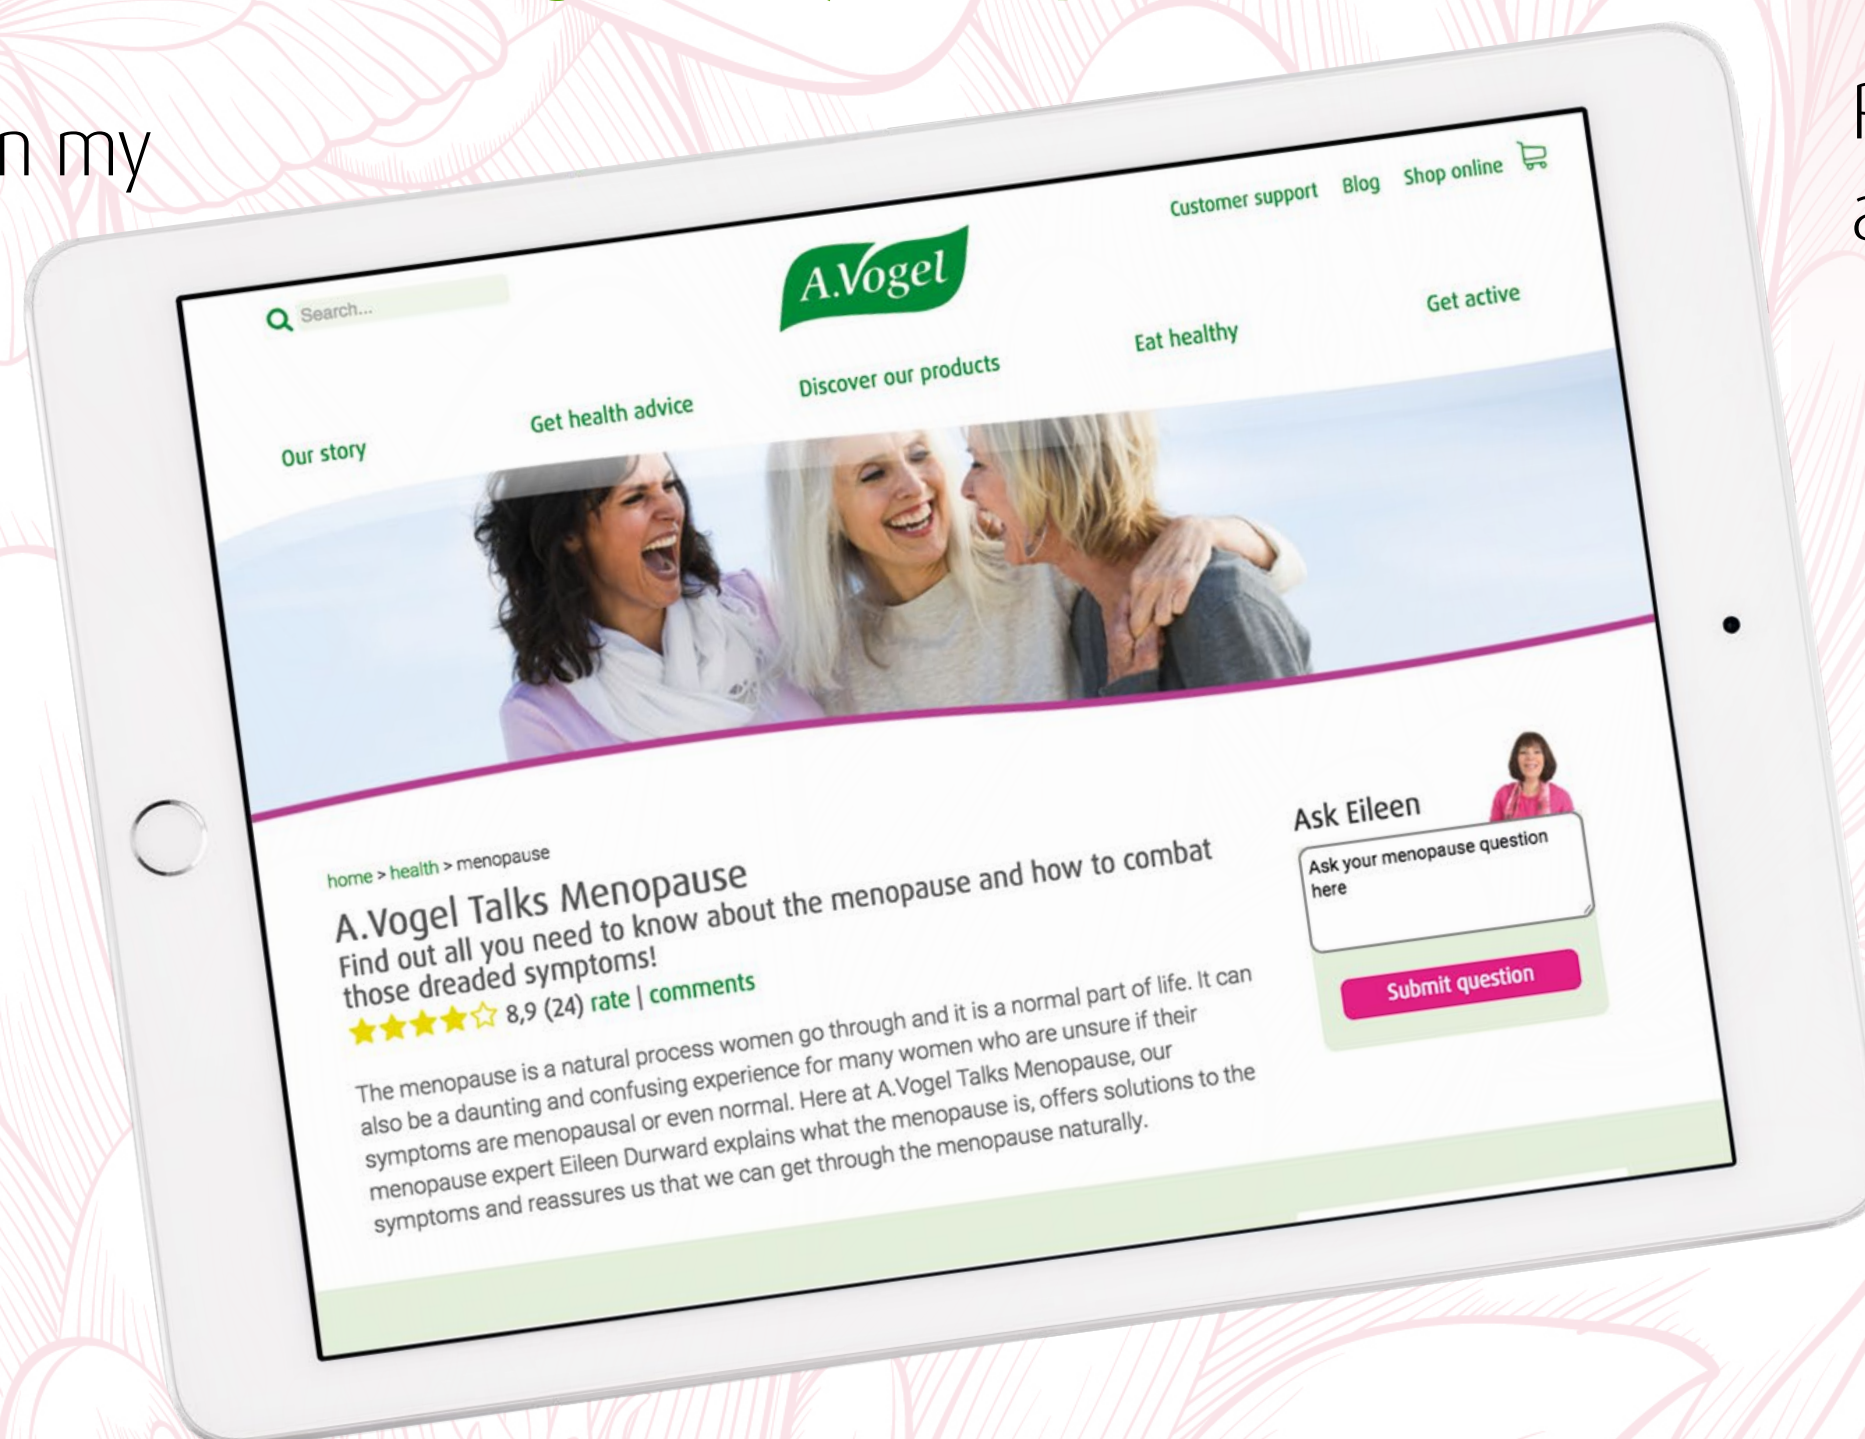 n my
Customer support Blog Shop online
Search...
A.Vogel
Our story Get health advice Discover our products Eat healthy Get active
home > health > menopause
A.Vogel Talks Menopause
Find out all you need to know about the menopause and how to combat
those dreaded symptoms!
8,9 (24) rate | comments
The menopause is a natural process women go through and it is a normal part of life. It can
also be a daunting and confusing experience for many women who are unsure if their
symptoms are menopausal or even normal. Here at A.Vogel Talks Menopause, our
menopause expert Eileen Durward explains what the menopause is, offers solutions to the
symptoms and reassures us that we can get through the menopause naturally.
Ask Eileen
Ask your menopause question
here
Submit question